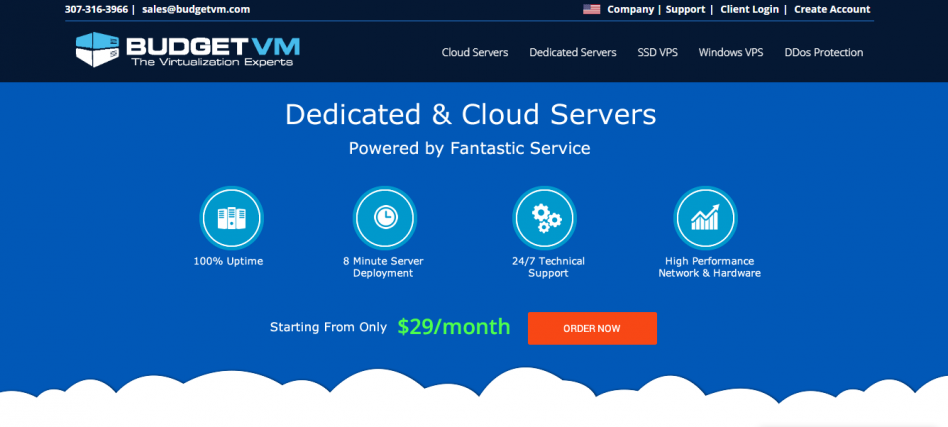 307-316-3966 | sales@budgetvm.com
Company | Support | Client Login | Create Account
BUDGETVM
The Virtualization Experts
Cloud Servers Dedicated Servers SSD VPS Windows VPS DDos Protection
Dedicated & Cloud Servers
Powered by Fantastic Service
100% Uptime
8 Minute Server
Deployment
24/7 Technical
Support
High Performance
Network & Hardware
Starting From Only $29/month ORDER NOW